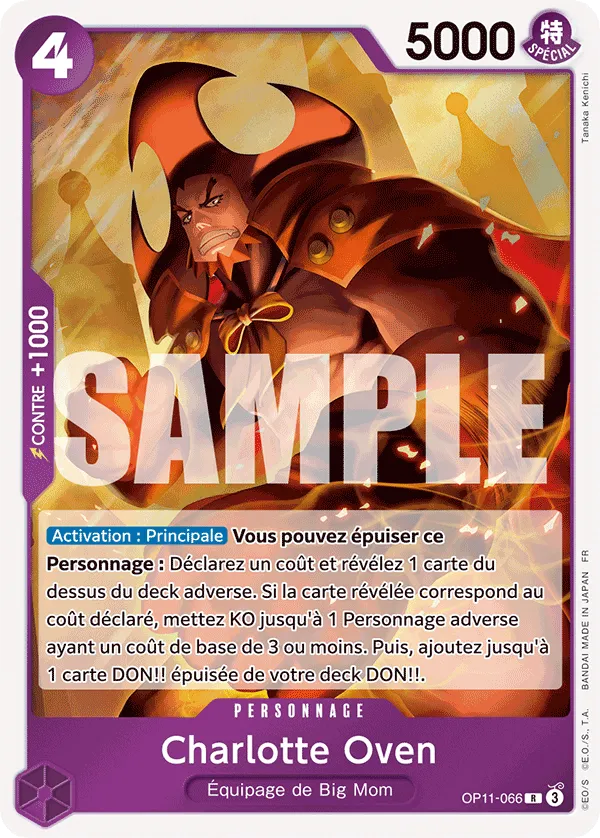 4
5000
特
SPÉCIAL
Tanaka Kenichi
CONTRE +1000
SAMPLE
Activation : Principale Vous pouvez épuiser ce
Personnage : Déclarez un coût et révélez 1 carte du
dessus du deck adverse. Si la carte révélée correspond au
coût déclaré, mettez KO jusqu'à 1 Personnage adverse
ayant un coût de base de 3 ou moins. Puis, ajoutez jusqu'à
1 carte DON!! épuisée de votre deck DON!!.
©EO/S ©E.O./S., T.A. BANDAI MADE IN JAPAN FR
PERSONNAGE
Charlotte Oven
Équipage de Big Mom
OP11-066 R 3